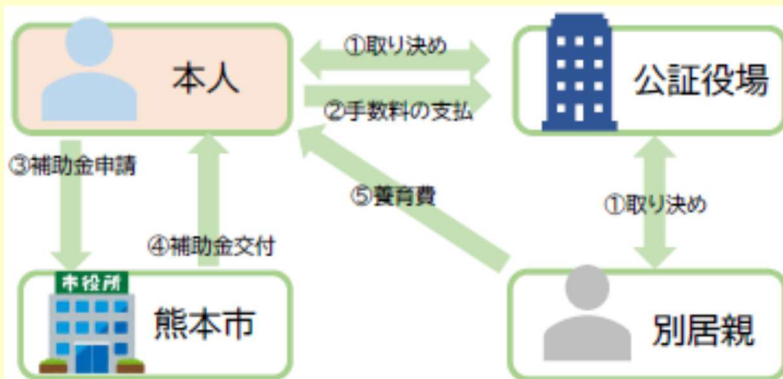 本人
①取り決め
公証役場
②手数料の支払
③補助金申請
⑤養育費
①取り決め
④補助金交付
市役所
熊本市
別居親